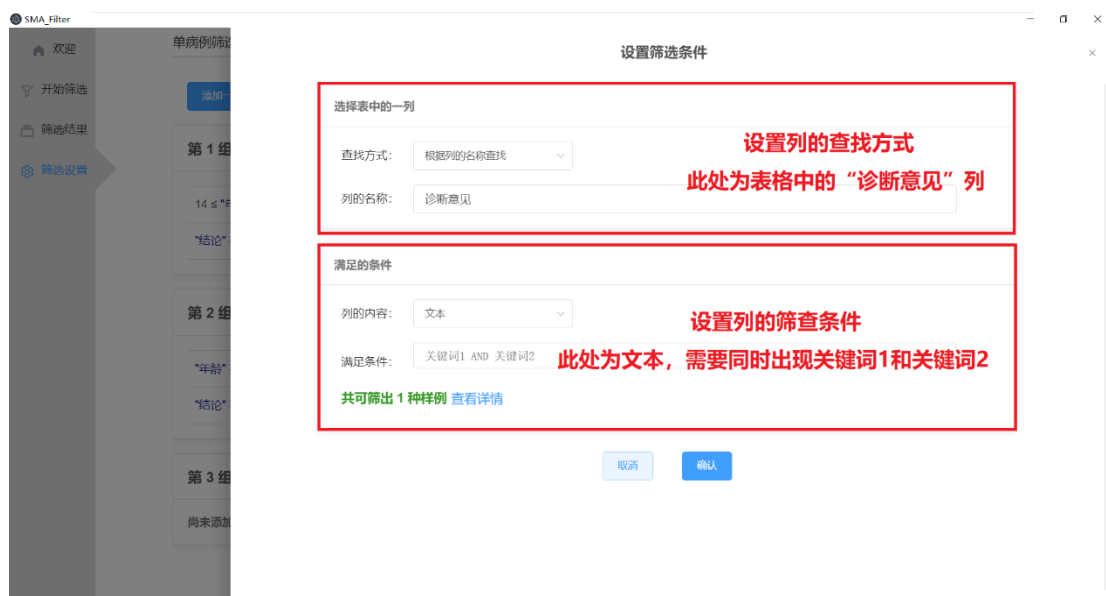 SMA_Filter
欢迎
开始筛选
筛选结果
筛选设置
单病例筛选
添加一
第 1 组
14 ≤ "年
"结论"
第 2 组
"年龄"
"结论"
第 3 组
尚未添加
设置筛选条件
选择表中的一列
查找方式：
根据列的名称查找
列的名称：
诊断意见
设置列的查找方式
此处为表格中的“诊断意见”列
满足的条件
列的内容：
文本
满足条件：
关键词1 AND 关键词2
设置列的筛查条件
此处为文本，需要同时出现关键词1和关键词2
共可筛出 1 种样例 查看详情
取消
确认